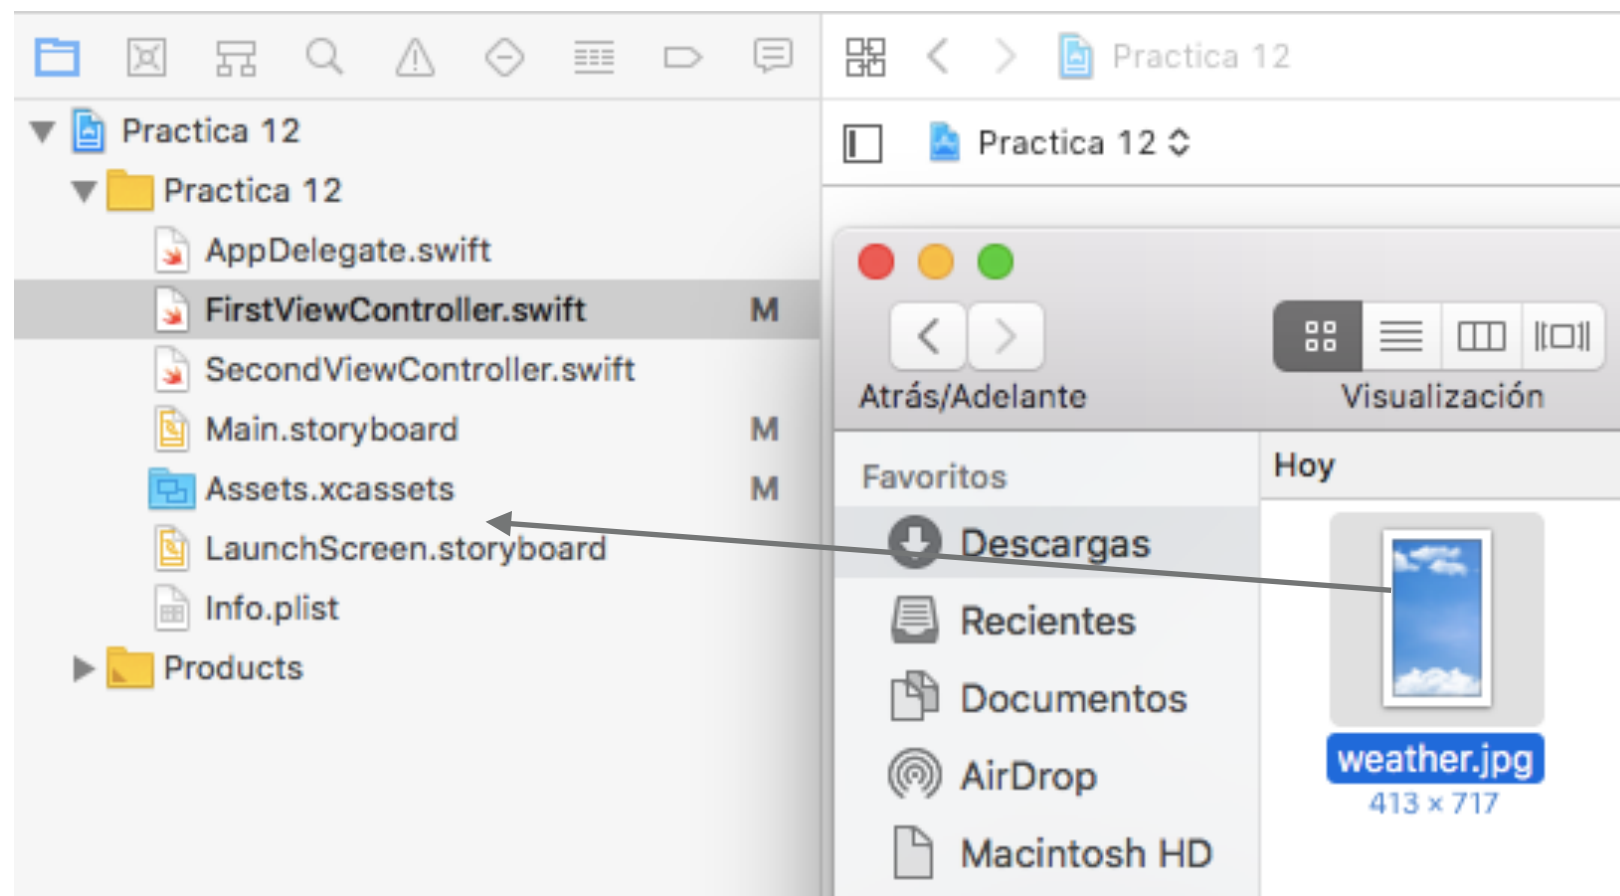 Practica 12
Practica 12
Practica 12
Practica 12
AppDelegate.swift
FirstViewController.swift M
SecondViewController.swift
Main.storyboard M
Assets.xcassets M
LaunchScreen.storyboard
Info.plist
Products
Atrás/Adelante
Visualización
Favoritos
Descargas
Recientes
Documentos
AirDrop
Macintosh HD
Hoy
weather.jpg
413 × 717